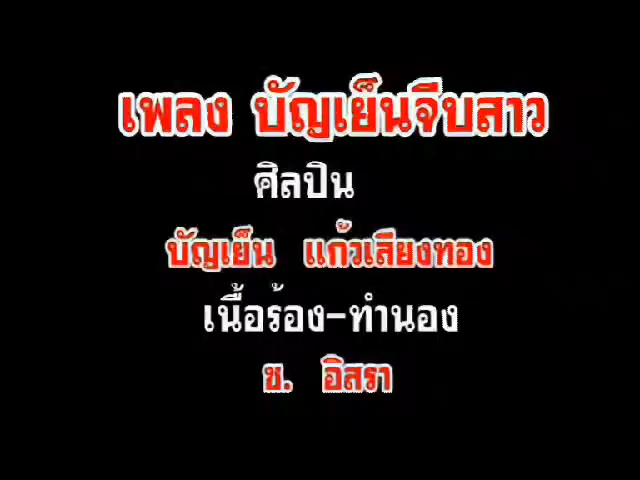 เพลง บัญเย็นจีบสาว
ศิลปิน
บัญเย็น แก้วเสียงทอง
เนื้อร้อง-ทำนอง
ช. อิสรา